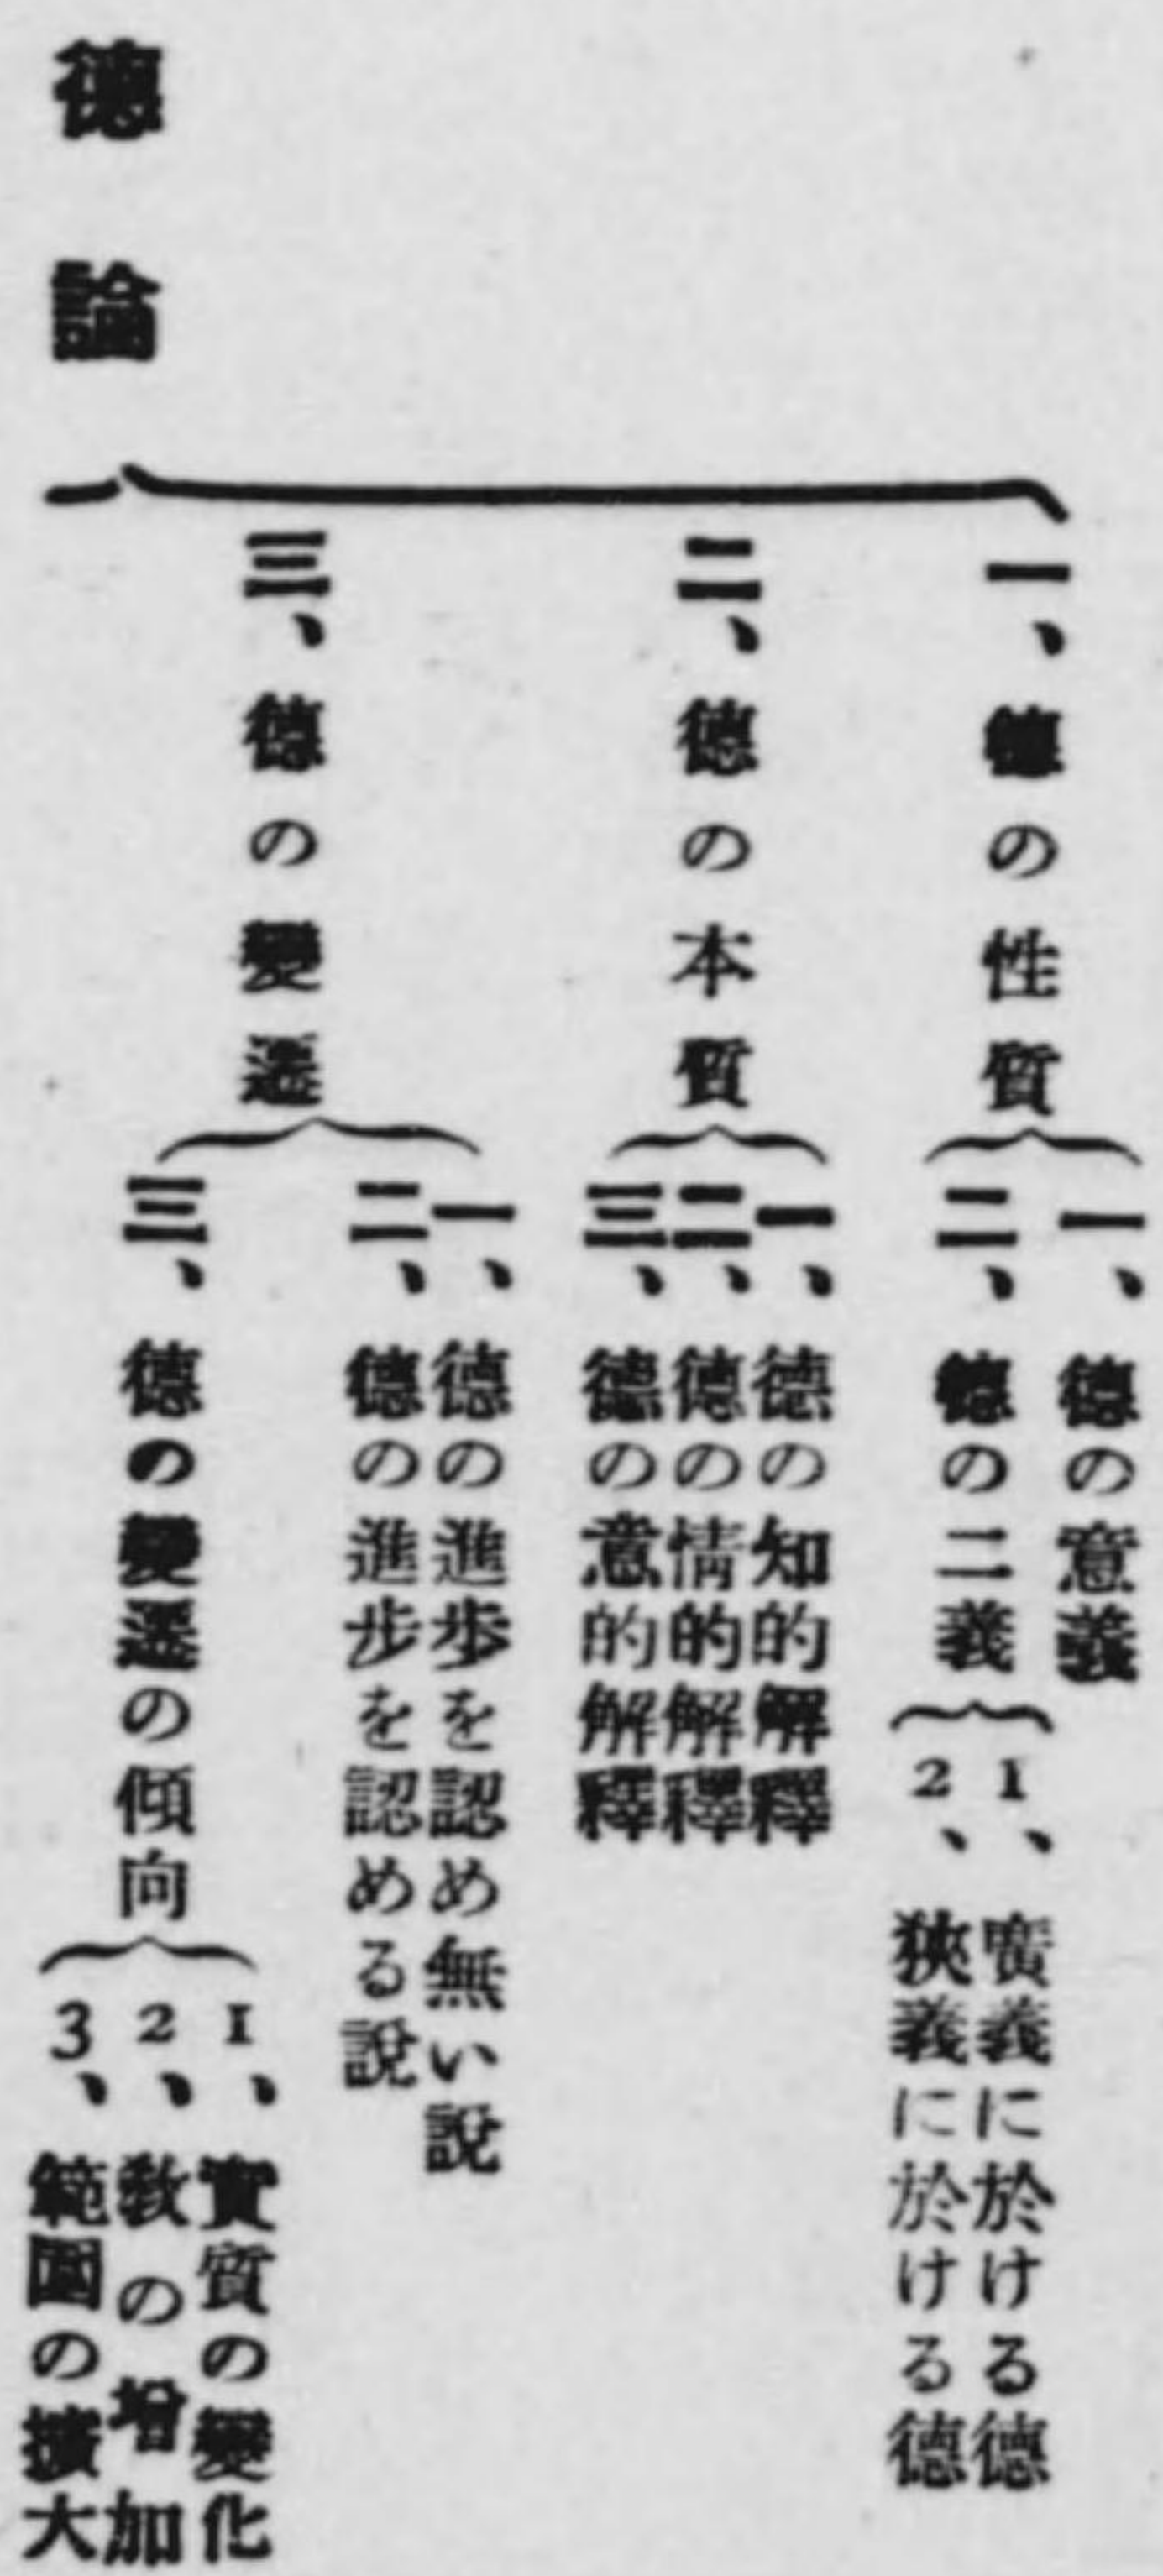 德論
一、德の性質
一、德の意義
二、德の二義
1、廣義に於ける德
2、狹義に於ける德
二、德の本質
一、德の知的解釋
二、德の情的解釋
三、德の意的解釋
三、德の變遷
一、德の進步を認め無い說
二、德の進步を認める說
三、德の變遷の傾向
1、實質の變化
2、數の增加
3、範圍の擴大